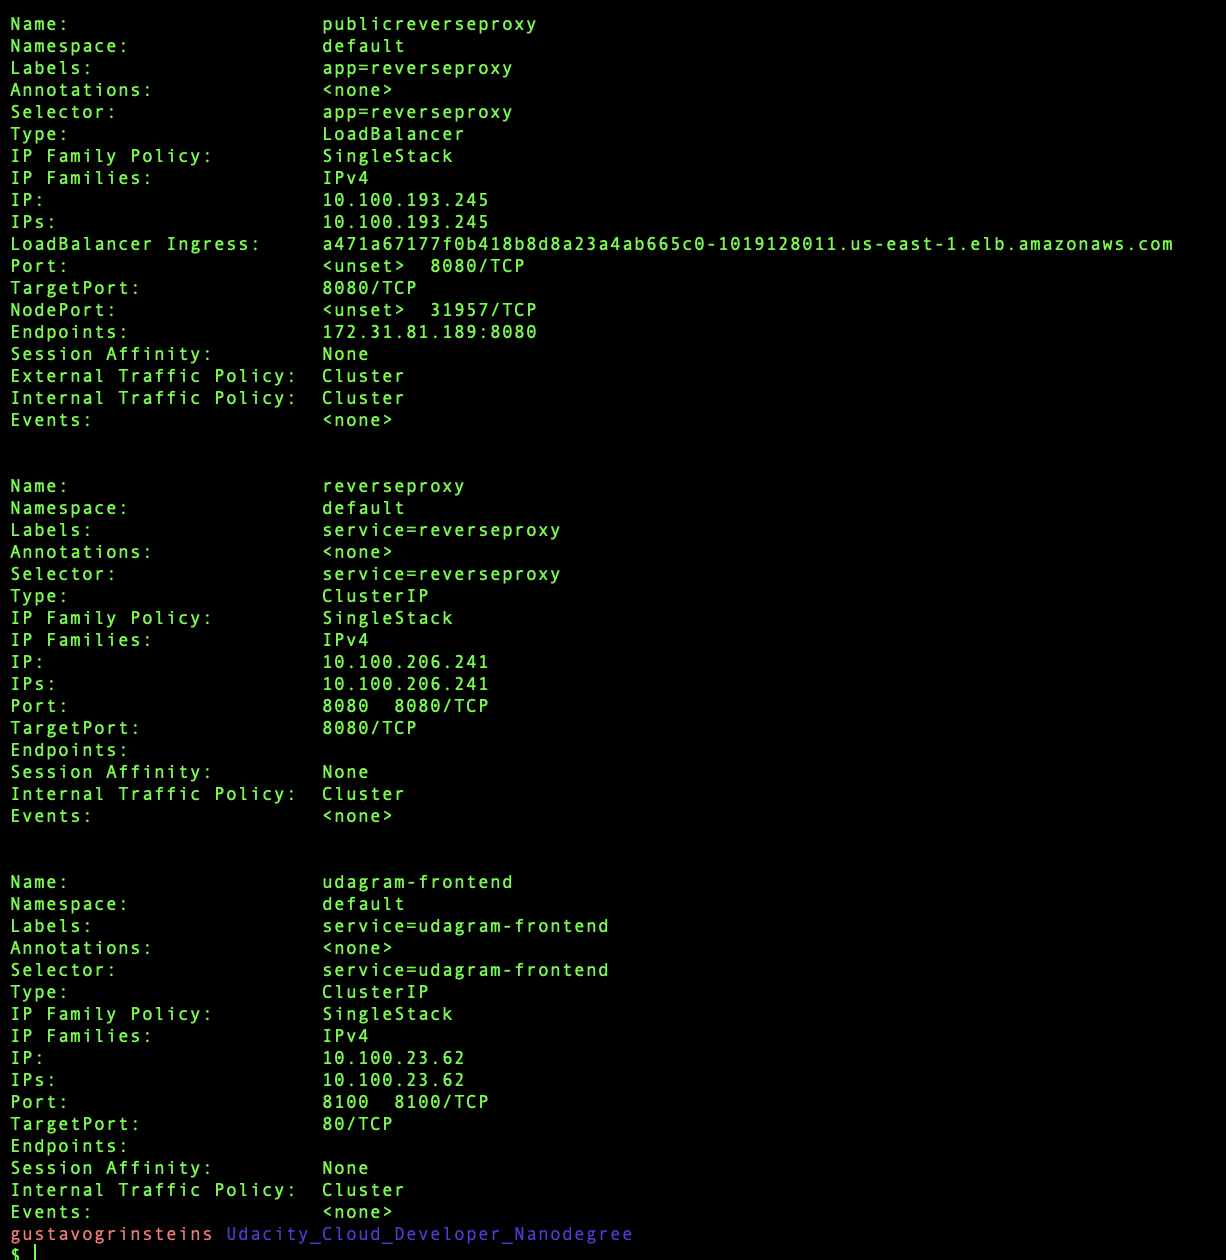 Name: publicreverseproxy
Namespace: default
Labels: app=reverseproxy
Annotations: <none>
Selector: app=reverseproxy
Type: LoadBalancer
IP Family Policy: SingleStack
IP Families: IPv4
IP: 10.100.193.245
IPs: 10.100.193.245
LoadBalancer Ingress: a471a67177f0b418b8d8a23a4ab665c0-1019128011.us-east-1.elb.amazonaws.com
Port: <unset> 8080/TCP
TargetPort: 8080/TCP
NodePort: <unset> 31957/TCP
Endpoints: 172.31.81.189:8080
Session Affinity: None
External Traffic Policy: Cluster
Internal Traffic Policy: Cluster
Events: <none>
Name: reverseproxy
Namespace: default
Labels: service=reverseproxy
Annotations: <none>
Selector: service=reverseproxy
Type: ClusterIP
IP Family Policy: SingleStack
IP Families: IPv4
IP: 10.100.206.241
IPs: 10.100.206.241
Port: 8080 8080/TCP
TargetPort: 8080/TCP
Endpoints:
Session Affinity: None
Internal Traffic Policy: Cluster
Events: <none>
Name: udagram-frontend
Namespace: default
Labels: service=udagram-frontend
Annotations: <none>
Selector: service=udagram-frontend
Type: ClusterIP
IP Family Policy: SingleStack
IP Families: IPv4
IP: 10.100.23.62
IPs: 10.100.23.62
Port: 8100 8100/TCP
TargetPort: 80/TCP
Endpoints:
Session Affinity: None
Internal Traffic Policy: Cluster
Events: <none>
gustavogrinsteins Udacity_Cloud_Developer_Nanodegree
$